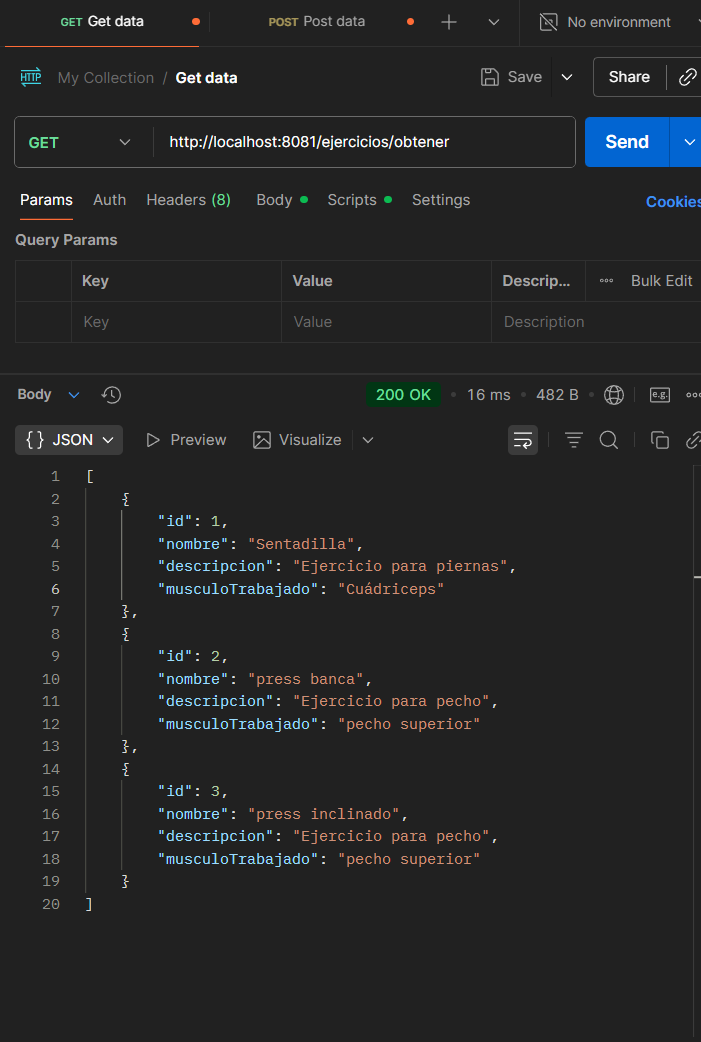 GET Get data POST Post data No environment
HTTP My Collection / Get data Save Share
GET http://localhost:8081/ejercicios/obtener Send
Params Auth Headers (8) Body Scripts Settings Cookies
Query Params
Key Value Descrip... Bulk Edit
Key Value Description
Body 200 OK • 16 ms • 482 B • e.g.
{} JSON Preview Visualize
1 [
2 {
3 "id": 1,
4 "nombre": "Sentadilla",
5 "descripcion": "Ejercicio para piernas",
6 "musculoTrabajado": "Cuádriceps"
7 },
8 {
9 "id": 2,
10 "nombre": "press banca",
11 "descripcion": "Ejercicio para pecho",
12 "musculoTrabajado": "pecho superior"
13 },
14 {
15 "id": 3,
16 "nombre": "press inclinado",
17 "descripcion": "Ejercicio para pecho",
18 "musculoTrabajado": "pecho superior"
19 }
20 ]